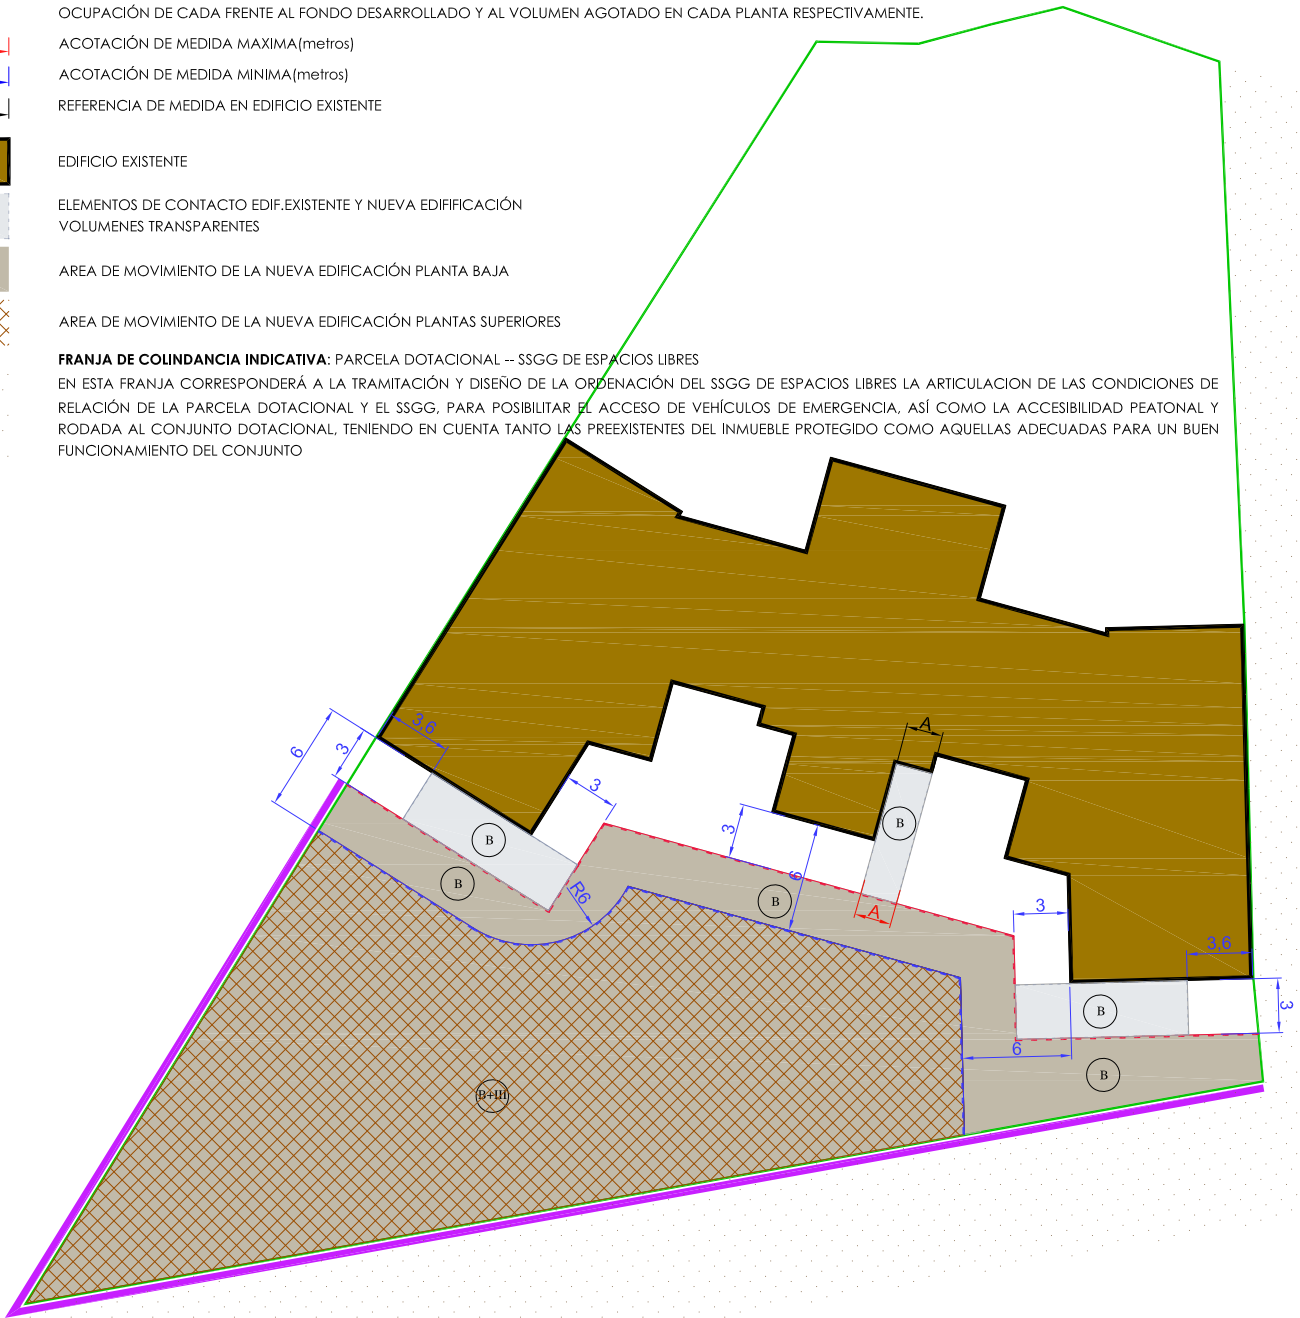 OCUPACIÓN DE CADA FRENTE AL FONDO DESARROLLADO Y AL VOLUMEN AGOTADO EN CADA PLANTA RESPECTIVAMENTE.
ACOTACIÓN DE MEDIDA MAXIMA(metros)
ACOTACIÓN DE MEDIDA MINIMA(metros)
REFERENCIA DE MEDIDA EN EDIFICIO EXISTENTE
EDIFICIO EXISTENTE
ELEMENTOS DE CONTACTO EDIF.EXISTENTE Y NUEVA EDIFIFICACIÓN
VOLUMENES TRANSPARENTES
AREA DE MOVIMIENTO DE LA NUEVA EDIFICACIÓN PLANTA BAJA
AREA DE MOVIMIENTO DE LA NUEVA EDIFICACIÓN PLANTAS SUPERIORES
FRANJA DE COLINDANCIA INDICATIVA: PARCELA DOTACIONAL -- SSGG DE ESPACIOS LIBRES
EN ESTA FRANJA CORRESPONDERÁ A LA TRAMITACIÓN Y DISEÑO DE LA ORDENACIÓN DEL SSGG DE ESPACIOS LIBRES LA ARTICULACION DE LAS CONDICIONES DE
RELACIÓN DE LA PARCELA DOTACIONAL Y EL SSGG, PARA POSIBILITAR EL ACCESO DE VEHÍCULOS DE EMERGENCIA, ASÍ COMO LA ACCESIBILIDAD PEATONAL Y
RODADA AL CONJUNTO DOTACIONAL, TENIENDO EN CUENTA TANTO LAS PREEXISTENTES DEL INMUEBLE PROTEGIDO COMO AQUELLAS ADECUADAS PARA UN BUEN
FUNCIONAMIENTO DEL CONJUNTO
3,6
A
6
3
3
3
B
B
B
R6
6
B
A
3
3,6
3
B
6
B
B+III